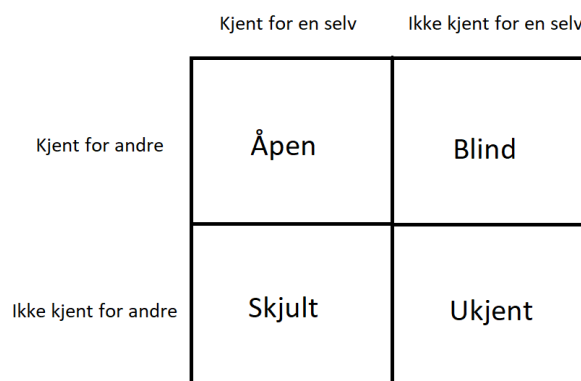 Kjent for en selv
Ikke kjent for en selv
Kjent for andre
Åpen
Blind
Ikke kjent for andre
Skjult
Ukjent